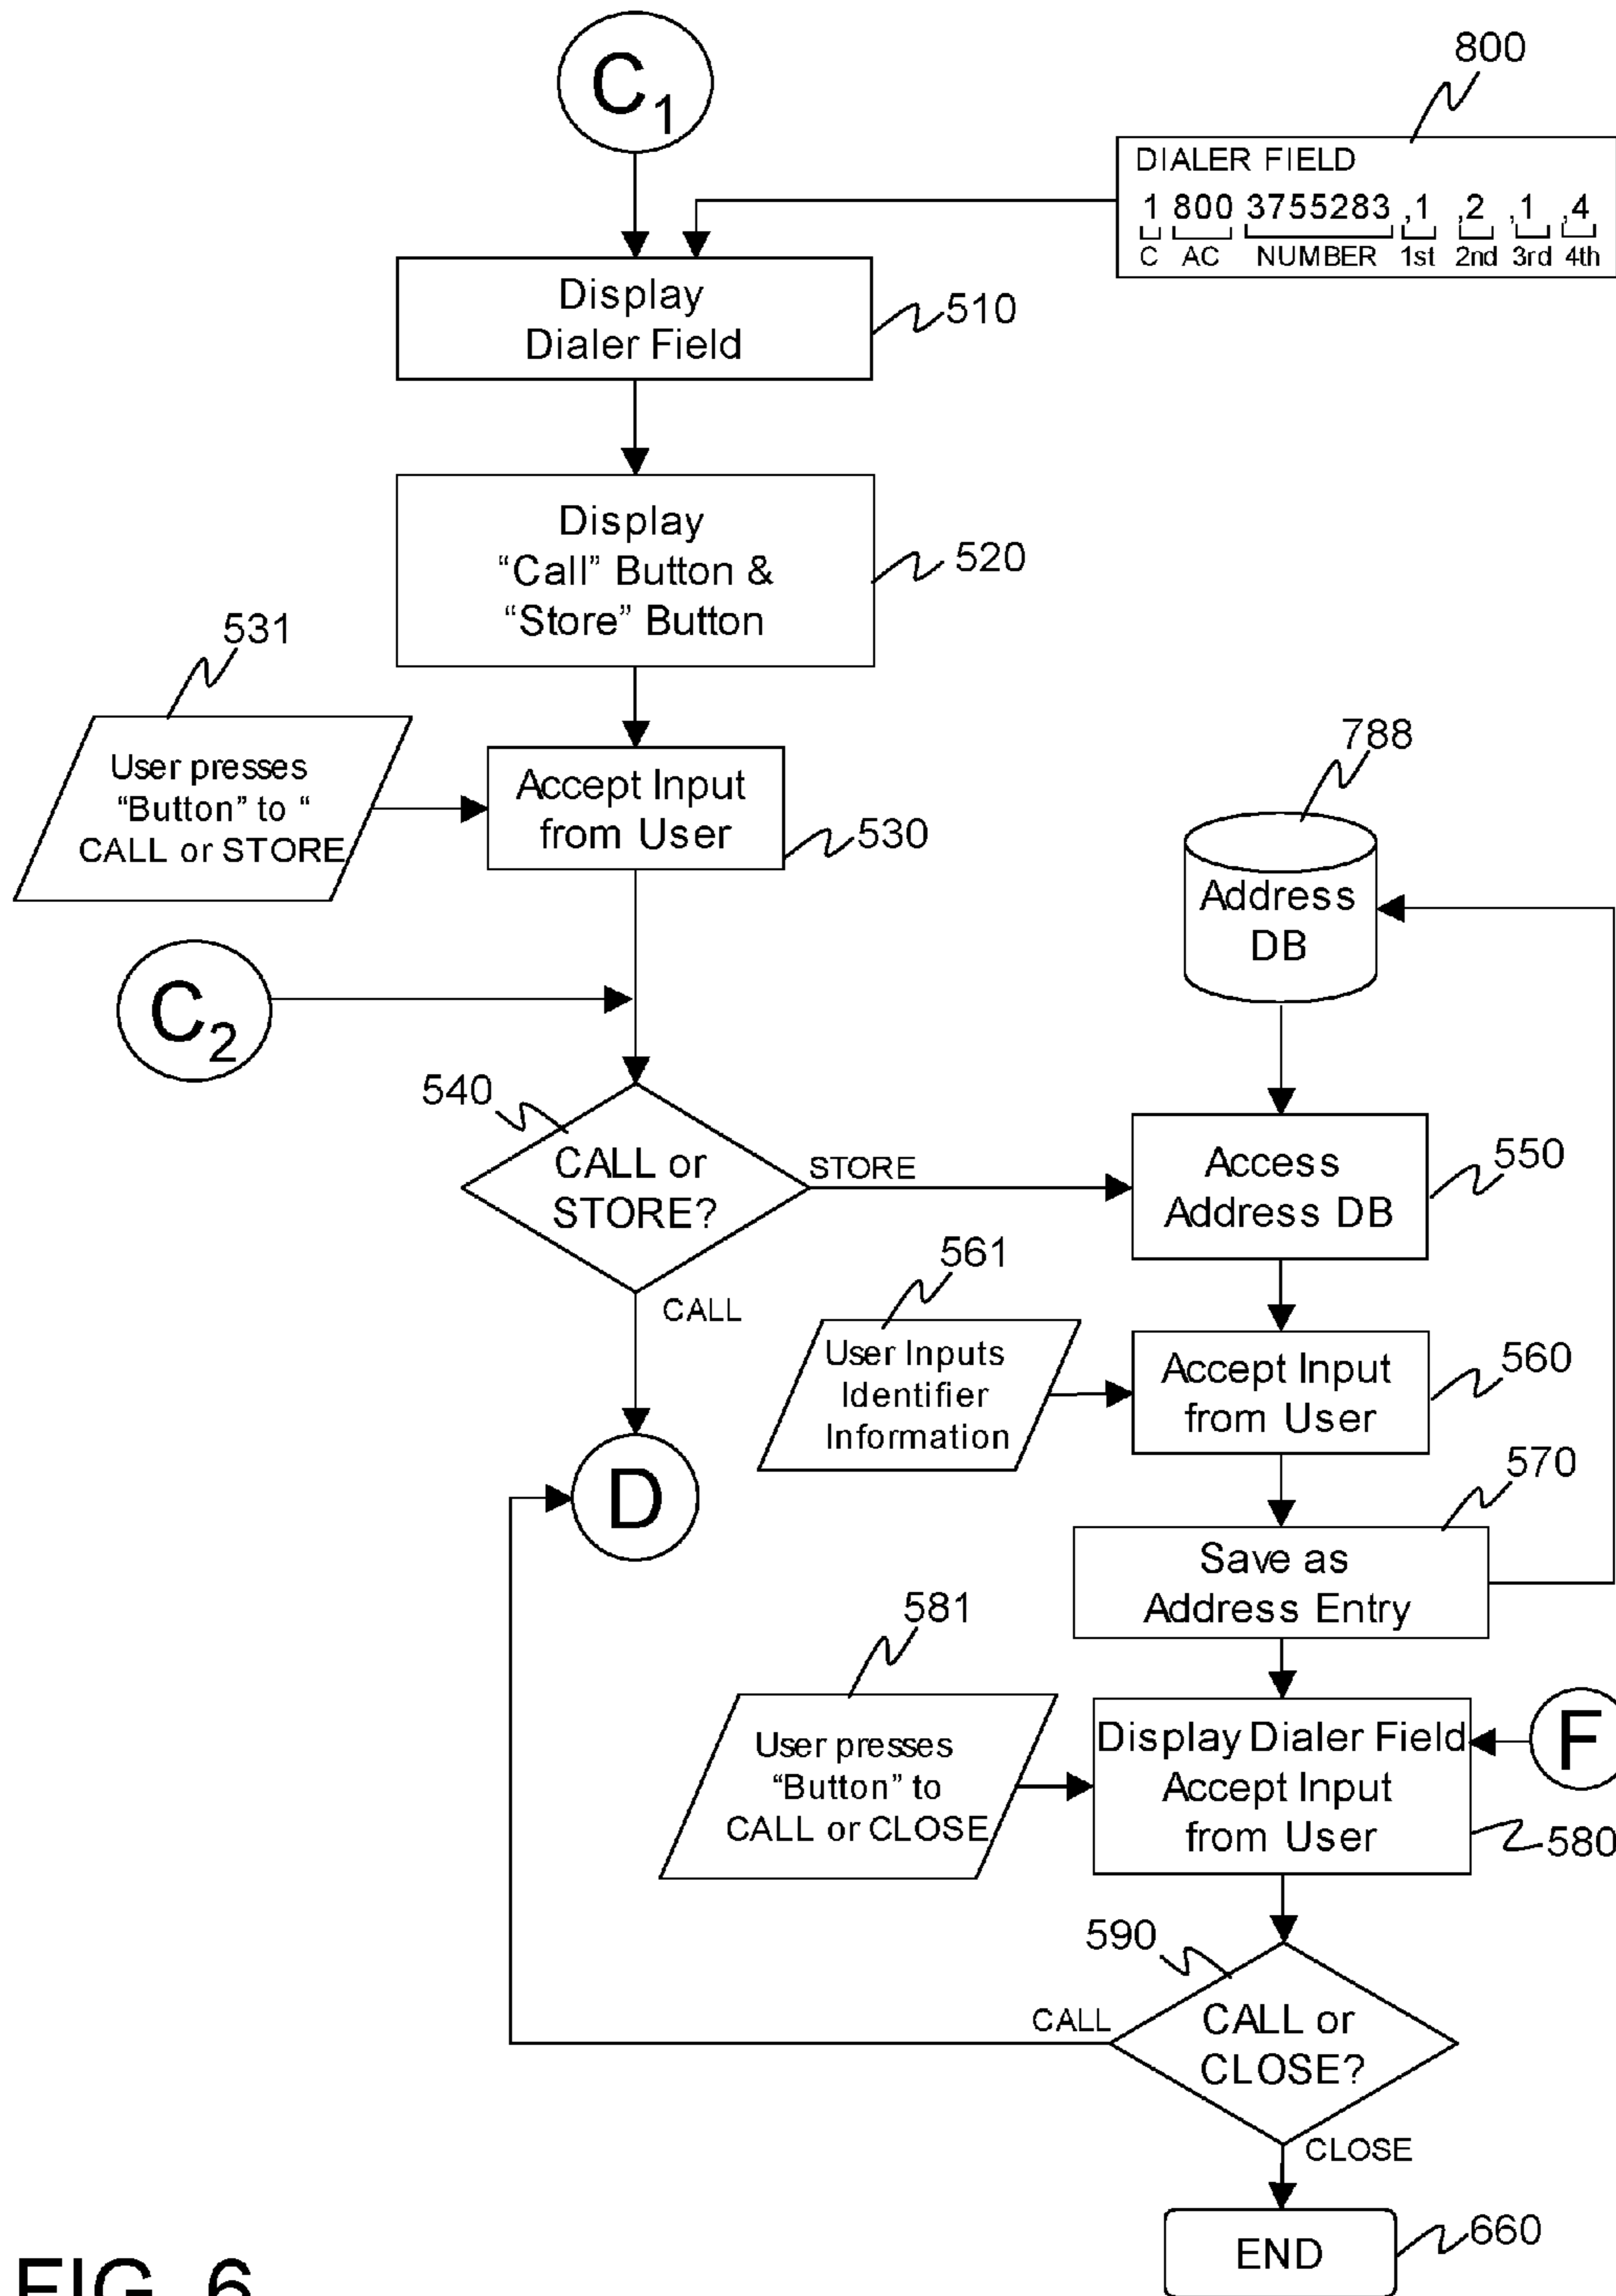 C1
800
DIALER FIELD
1 800 3755283 ,1 ,2 ,1 ,4
C AC NUMBER 1st 2nd 3rd 4th
Display
Dialer Field
510
Display
“Call” Button &
“Store” Button
520
531
User presses
“Button” to “
CALL or STORE
Accept Input
from User
530
788
Address
DB
C2
540
CALL or
STORE?
STORE
CALL
Access
Address DB
550
561
User Inputs
Identifier
Information
Accept Input
from User
560
D
570
Save as
Address Entry
581
User presses
“Button” to
CALL or CLOSE
Display Dialer Field
Accept Input
from User
F
580
590
CALL
CALL or
CLOSE?
CLOSE
END
660
FIG. 6